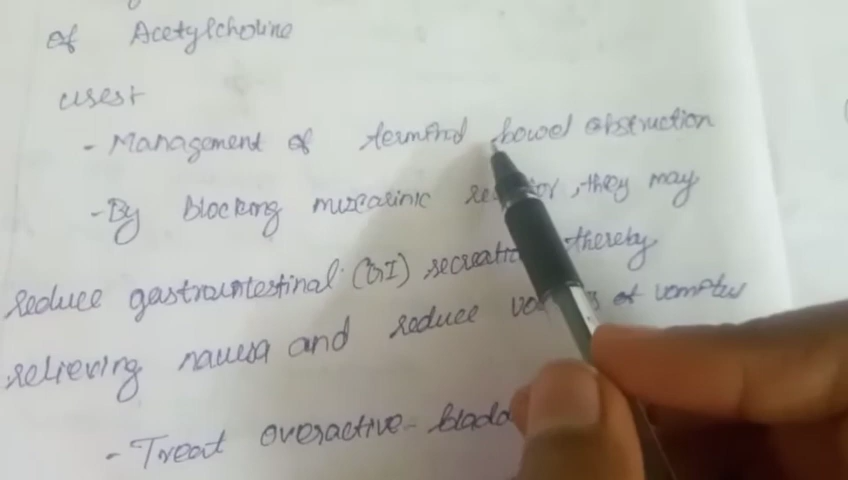 of Acetylcholine
uses:
- Management of terminal bowel obstruction
- By blocking muscarinic , they may
reduce gastrointestinal (GI) thereby
relieving nausea and reduce of vomitus
- Treat overactive